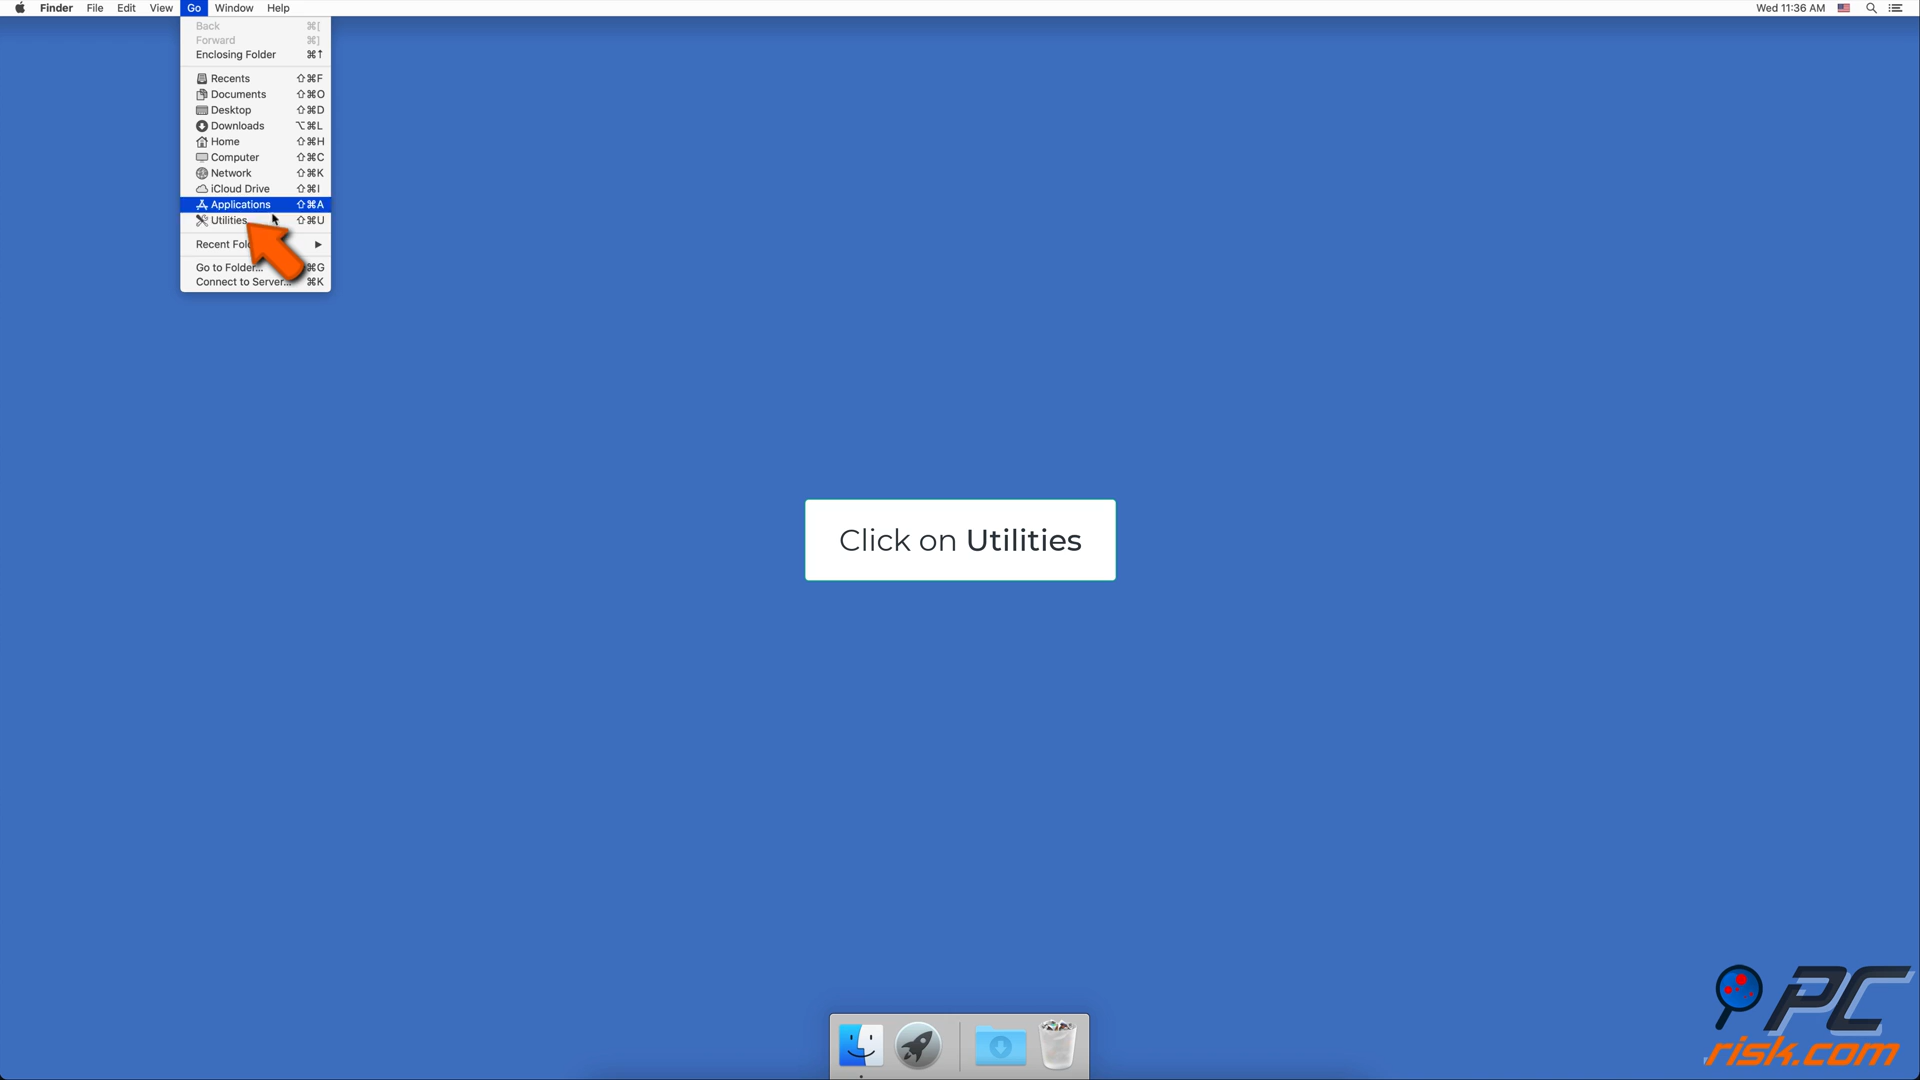 Finder File Edit View Go Window Help Wed 11:36 AM
Back ⌘[
Forward ⌘]
Enclosing Folder ⌘↑
Recents ⇧⌘F
Documents ⇧⌘O
Desktop ⇧⌘D
Downloads ⌥⌘L
Home ⇧⌘H
Computer ⇧⌘C
Network ⇧⌘K
iCloud Drive ⇧⌘I
Applications ⇧⌘A
Utilities ⇧⌘U
Recent Fol
Go to Folder... ⌘G
Connect to Server... ⌘K
Click on Utilities
PC
risk.com